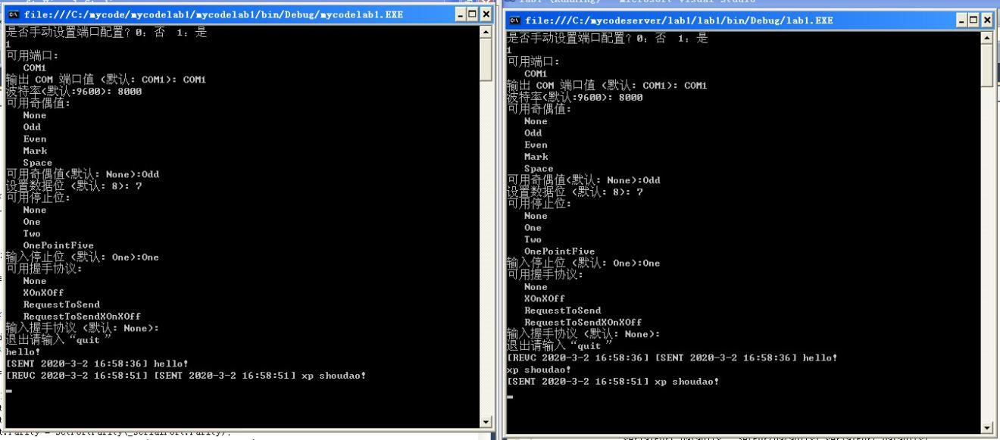 file:///C:/mycode/mycodelab1/mycodelab1/bin/Debug/mycodelab1.EXE
是否手动设置端口配置? 0: 否 1: 是
1
可用端口:
COM1
输出 COM 端口值 (默认: COM1): COM1
波特率(默认:9600): 8000
可用奇偶值:
None
Odd
Even
Mark
Space
可用奇偶值(默认: None):Odd
设置数据位 (默认: 8): 7
可用停止位:
None
One
Two
OnePointFive
输入停止位 (默认: One):One
可用握手协议:
None
XOnXOff
RequestToSend
RequestToSendXOnXOff
输入握手协议 (默认: None):
退出请输入 “quit ”
hello!
[SENT 2020-3-2 16:58:36] hello!
[REVC 2020-3-2 16:58:51] [SENT 2020-3-2 16:58:51] xp shoudao!
file:///C:/mycodeserver/lab1/lab1/bin/Debug/lab1.EXE
是否手动设置端口配置? 0: 否 1: 是
1
可用端口:
COM1
输出 COM 端口值 (默认: COM1): COM1
波特率(默认:9600): 8000
可用奇偶值:
None
Odd
Even
Mark
Space
可用奇偶值(默认: None):Odd
设置数据位 (默认: 8): 7
可用停止位:
None
One
Two
OnePointFive
输入停止位 (默认: One):One
可用握手协议:
None
XOnXOff
RequestToSend
RequestToSendXOnXOff
输入握手协议 (默认: None):
退出请输入 “quit ”
[REVC 2020-3-2 16:58:36] [SENT 2020-3-2 16:58:36] hello!
xp shoudao!
[SENT 2020-3-2 16:58:51] xp shoudao!